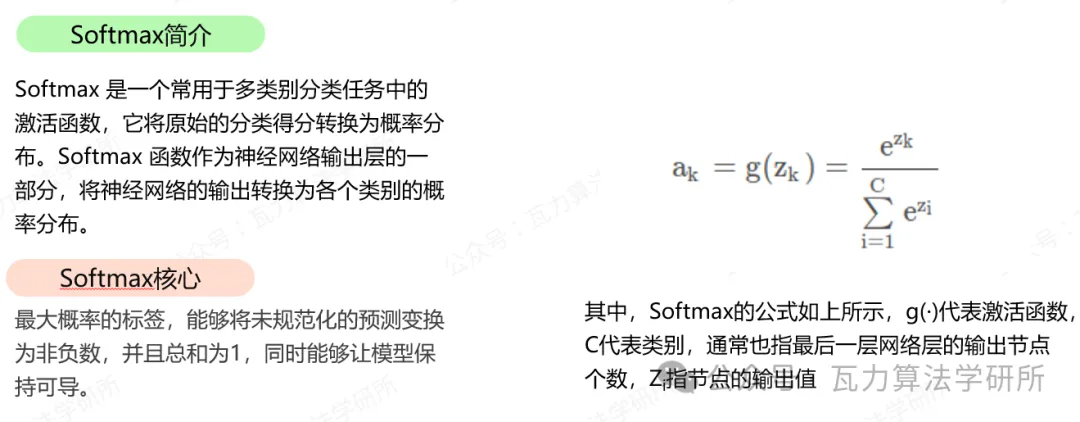 Softmax简介
Softmax 是一个常用于多类别分类任务中的
激活函数，它将原始的分类得分转换为概率分
布。Softmax 函数作为神经网络输出层的一
部分，将神经网络的输出转换为各个类别的概
率分布。
Softmax核心
最大概率的标签，能够将未规范化的预测变换
为非负数，并且总和为1，同时能够让模型保
持可导。
a_k = g(z_k) = e^{z_k} / \sum_{i=1}^{C} e^{z_i}
其中，Softmax的公式如上所示，g(·)代表激活函数，
C代表类别，通常也指最后一层网络层的输出节点
个数，Z指节点的输出值
公众号：瓦力算法学研所